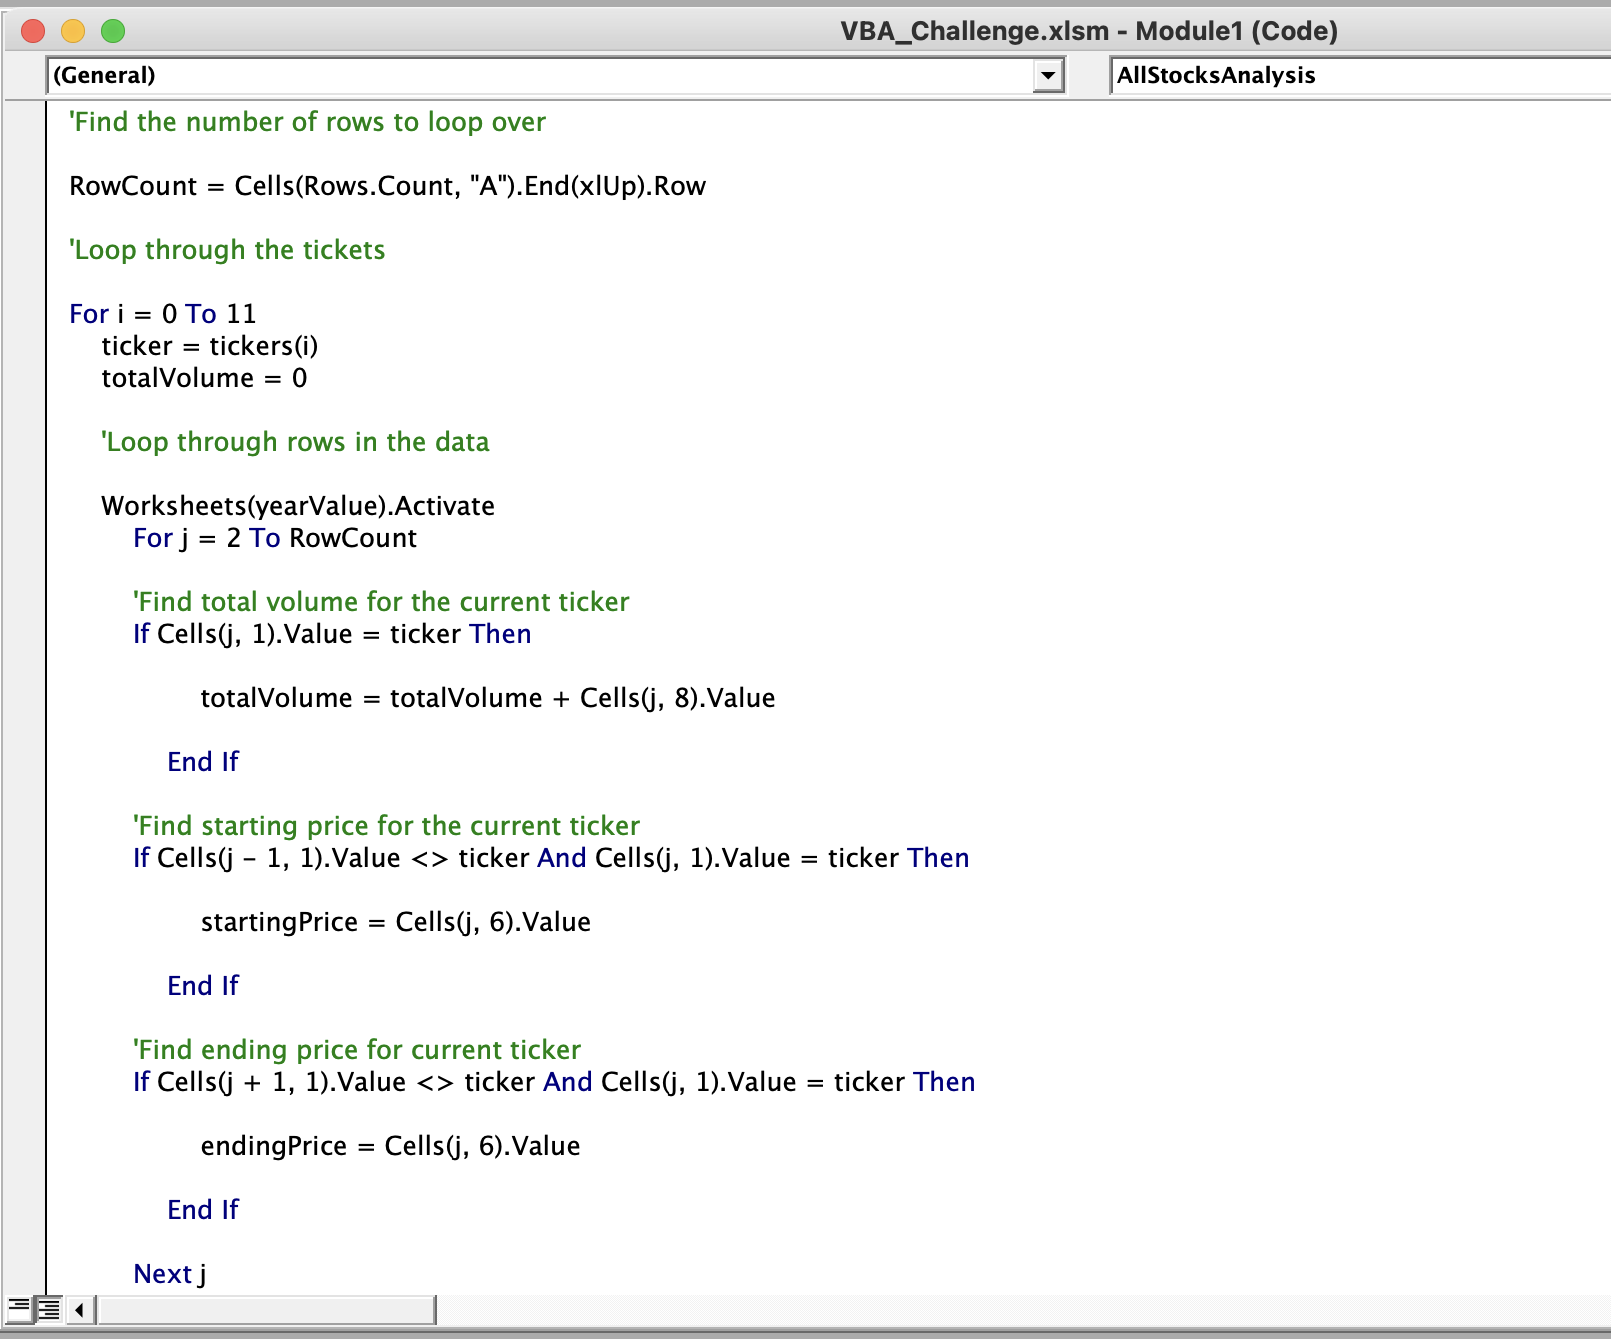 VBA_Challenge.xlsm - Module1 (Code)
(General)
AllStocksAnalysis
'Find the number of rows to loop over
RowCount = Cells(Rows.Count, "A").End(xlUp).Row
'Loop through the tickets
For i = 0 To 11
ticker = tickers(i)
totalVolume = 0
'Loop through rows in the data
Worksheets(yearValue).Activate
For j = 2 To RowCount
'Find total volume for the current ticker
If Cells(j, 1).Value = ticker Then
totalVolume = totalVolume + Cells(j, 8).Value
End If
'Find starting price for the current ticker
If Cells(j - 1, 1).Value <> ticker And Cells(j, 1).Value = ticker Then
startingPrice = Cells(j, 6).Value
End If
'Find ending price for current ticker
If Cells(j + 1, 1).Value <> ticker And Cells(j, 1).Value = ticker Then
endingPrice = Cells(j, 6).Value
End If
Next j